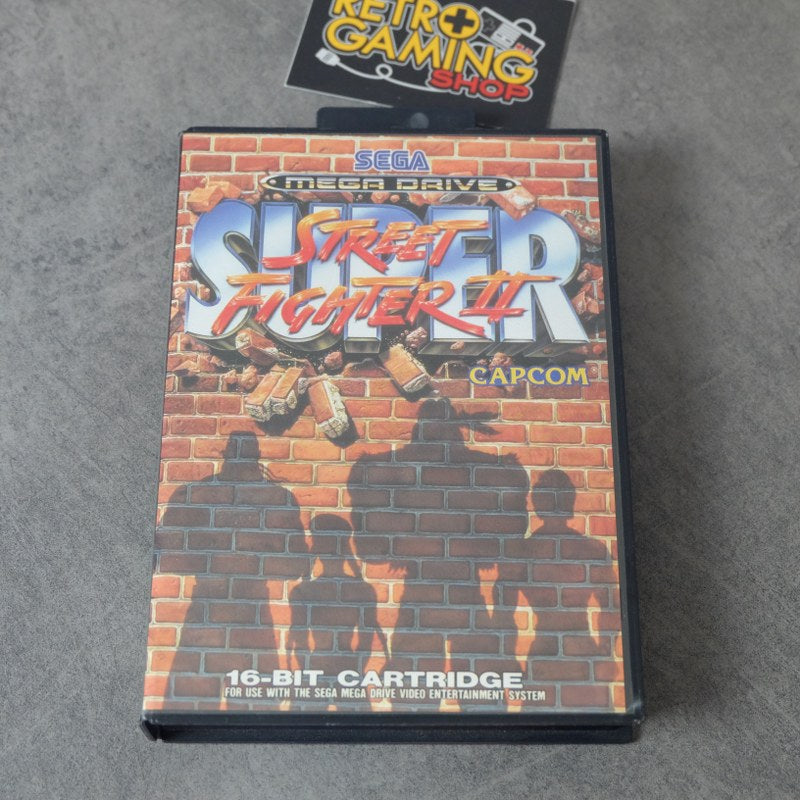 RETRO
GAMING
SHOP
SEGA
MEGA DRIVE
SUPER
STREET
FIGHTER II
CAPCOM
16-BIT CARTRIDGE
FOR USE WITH THE SEGA MEGA DRIVE VIDEO ENTERTAINMENT SYSTEM